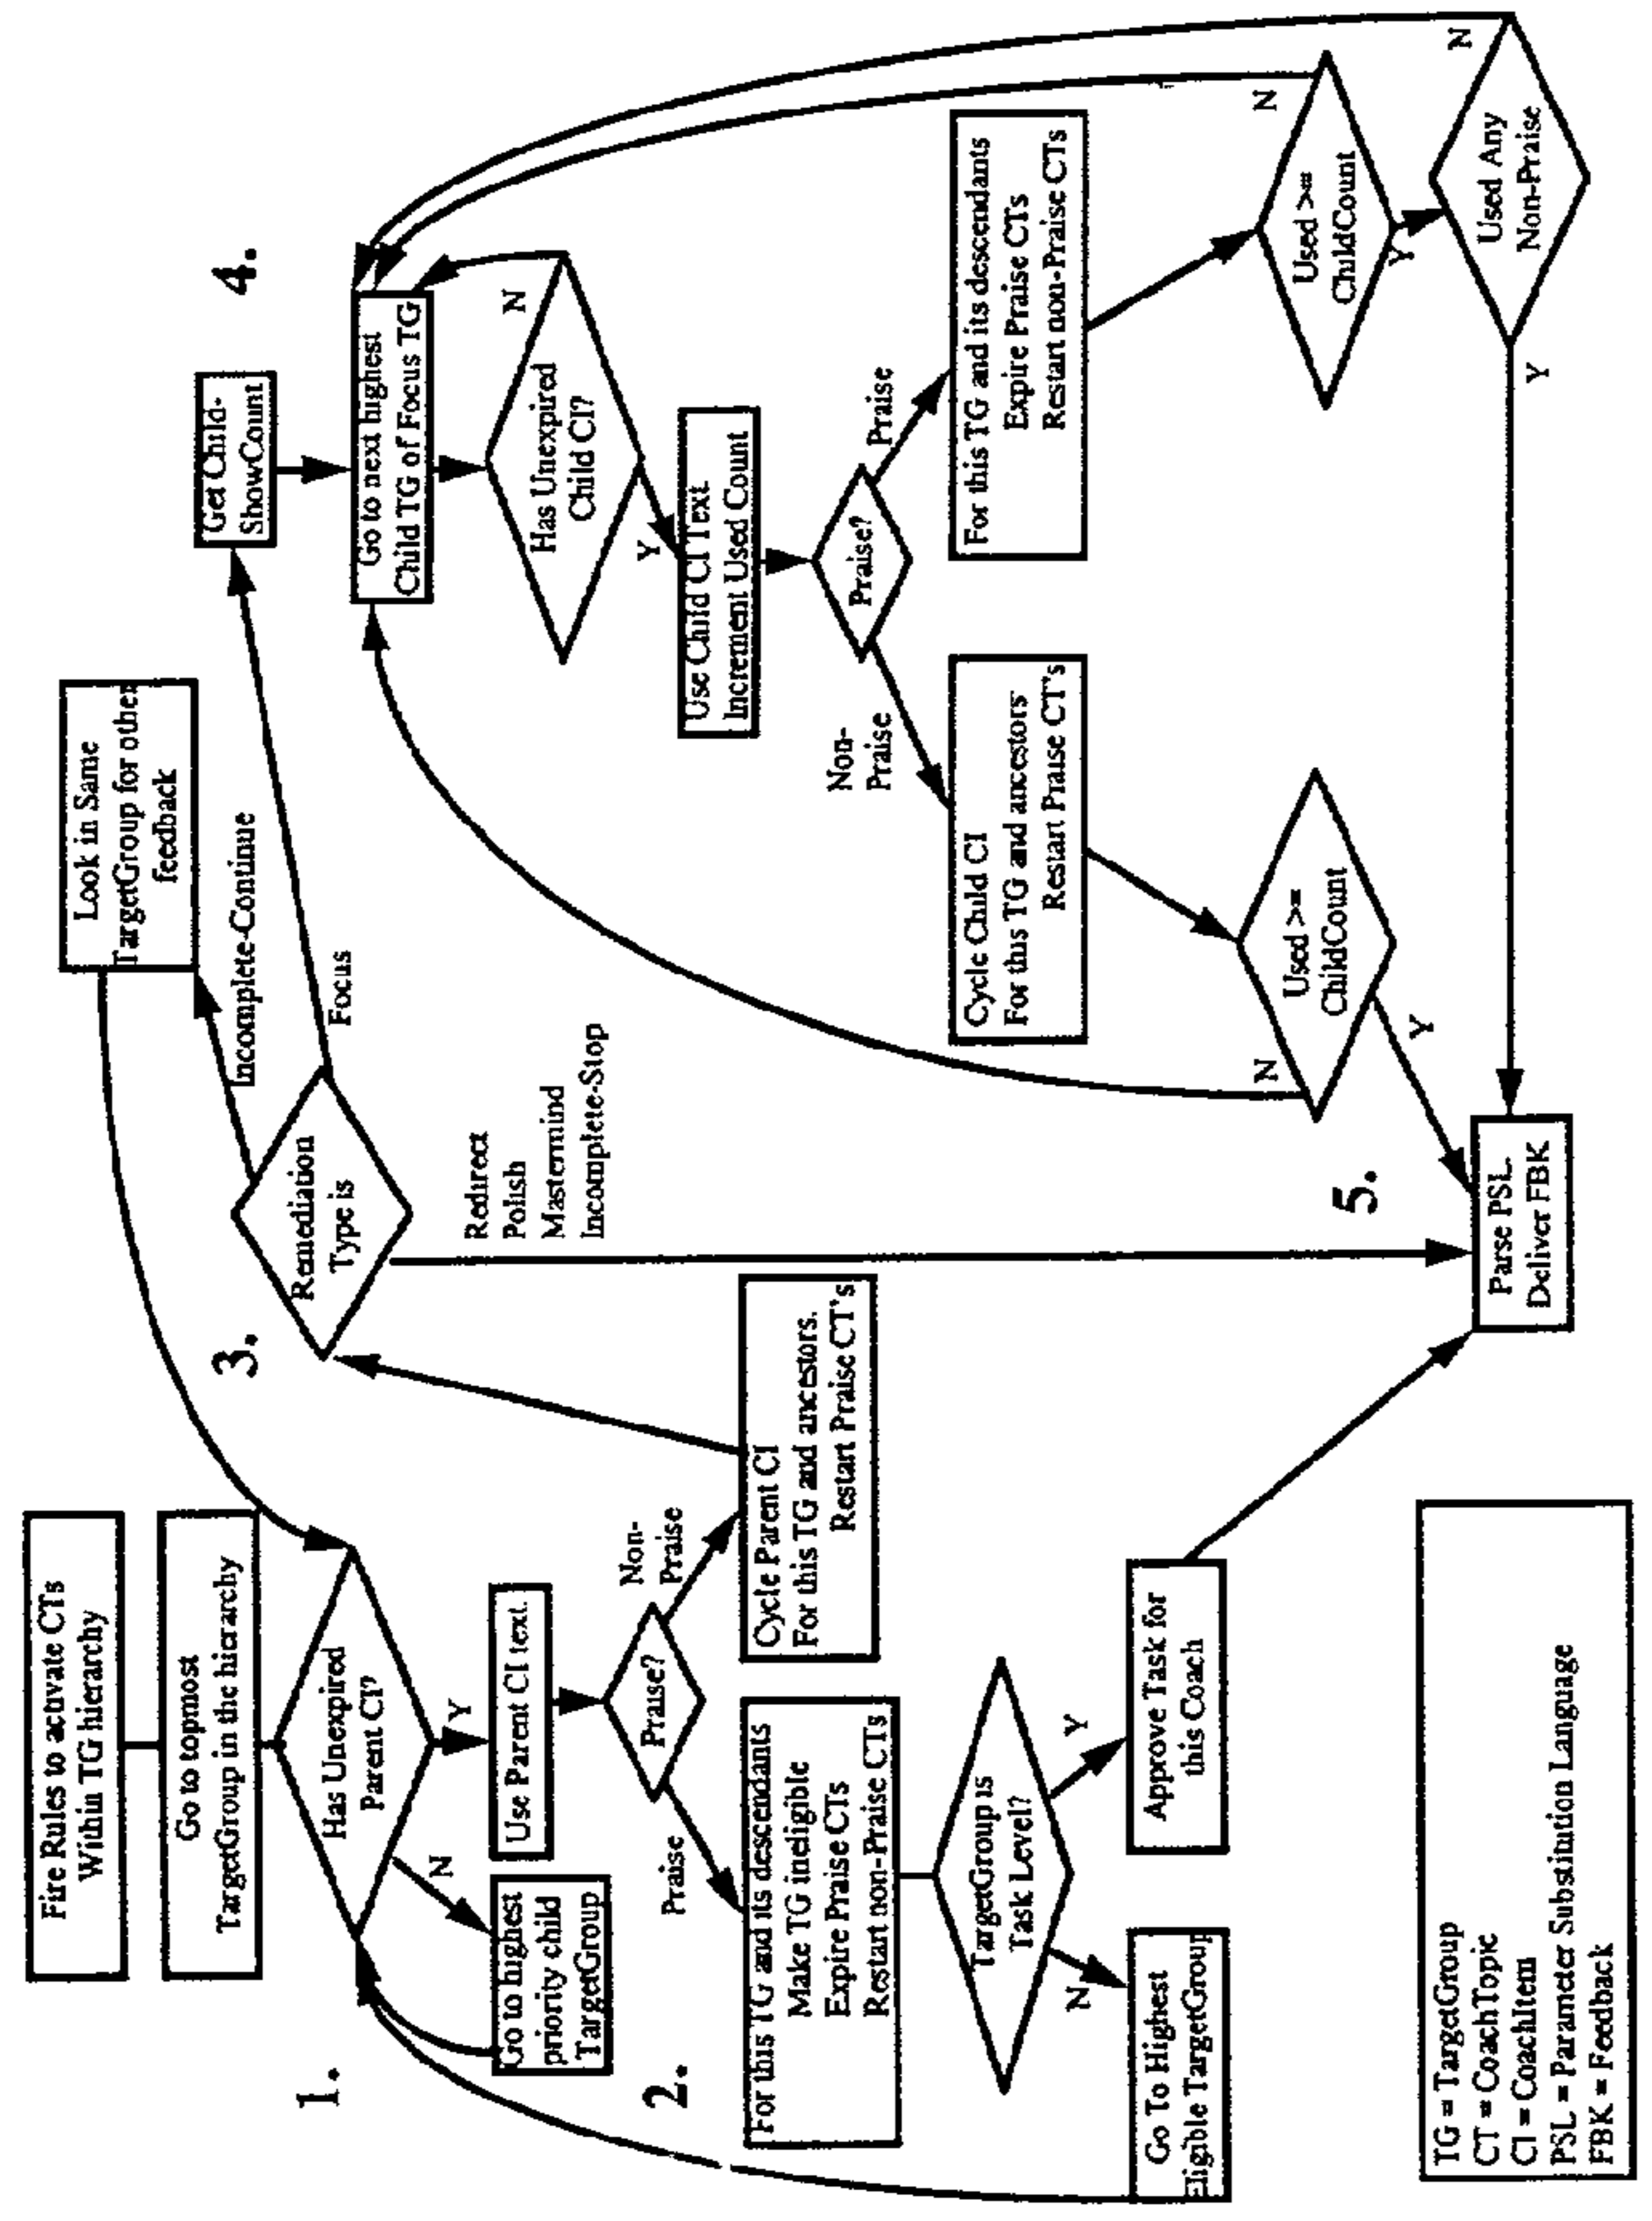 Fire Rules to activate CTs
Within TG hierarchy
Go to topmost
TargetGroup in the hierarchy
1.
Has Unexpired
Parent CI?
N
Y
Go to highest
priority child
TargetGroup
Use Parent CI text.
2.
Praise?
Praise
Non-
Praise
For this TG and its descendants
Make TG ineligible
Expire Praise CTs
Restart non-Praise CTs
Cycle Parent CI
For this TG and ancestors.
Restart Praise CT's
TargetGroup is
Task Level?
N
Y
Go To Highest
Eligible TargetGroup
Approve Task for
this Coach
TG = TargetGroup
CT = CoachTopic
CI = CoachItem
PSL = Parameter Substitution Language
FBK = Feedback
3.
Remediation
Type is
Incomplete-Continue
Focus
Look in Same
TargetGroup for other
feedback
Redirect
Polish
Mastermind
Incomplete-Stop
4.
Get Child-
ShowCount
Go to next highest
Child TG of Focus TG
Has Unexpired
Child CI?
N
Y
Use Child CI Text
Increment Used Count
Praise?
Non-
Praise
Praise
Cycle Child CI
For this TG and ancestors
Restart Praise CT's
For this TG and its descendants
Expire Praise CTs
Restart non-Praise CTs
Used >=
ChildCount
N
Y
Used >=
ChildCount
N
Y
Used Any
Non-Praise
N
Y
5.
Parse PSL.
Deliver FBK